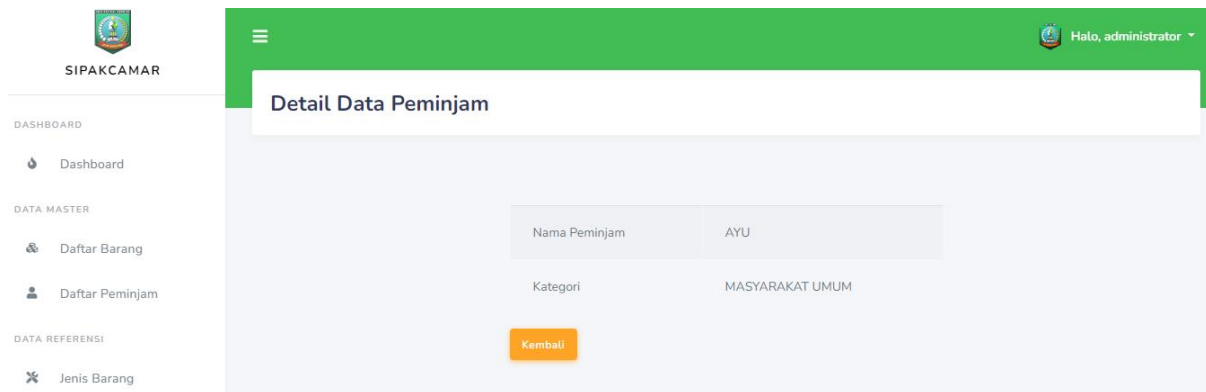 SIPAKCAMAR
DASHBOARD
Dashboard
DATA MASTER
Daftar Barang
Daftar Peminjam
DATA REFERENSI
Jenis Barang
Halo, administrator
Detail Data Peminjam
Nama Peminjam AYU
Kategori MASYARAKAT UMUM
Kembali